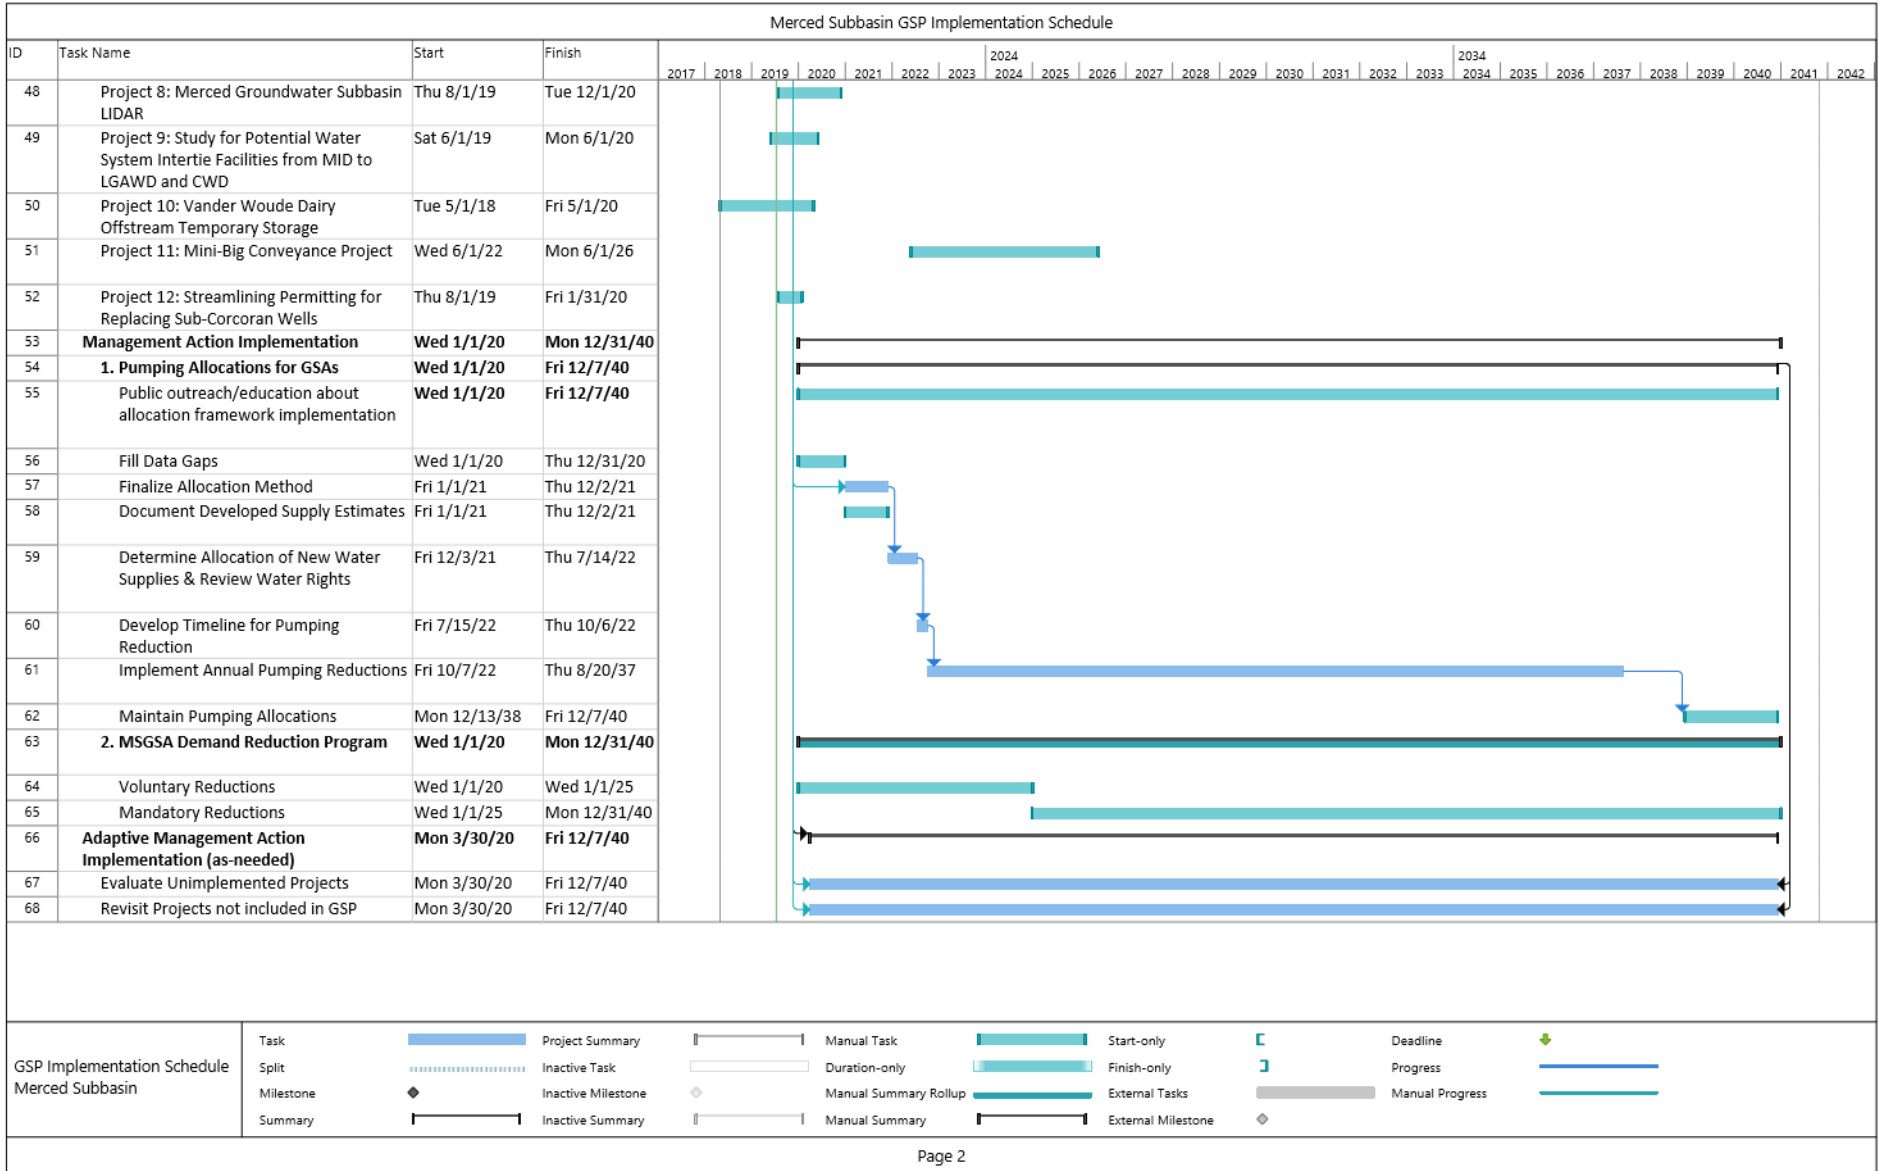 Merced Subbasin GSP Implementation Schedule
ID Task Name Start Finish 2024 2034
2017 2018 2019 2020 2021 2022 2023 2024 2025 2026 2027 2028 2029 2030 2031 2032 2033 2034 2035 2036 2037 2038 2039 2040 2041 2042
48 Project 8: Merced Groundwater Subbasin Thu 8/1/19 Tue 12/1/20
LIDAR
49 Project 9: Study for Potential Water Sat 6/1/19 Mon 6/1/20
System Intertie Facilities from MID to
LGAWD and CWD
50 Project 10: Vander Woude Dairy Tue 5/1/18 Fri 5/1/20
Offstream Temporary Storage
51 Project 11: Mini-Big Conveyance Project Wed 6/1/22 Mon 6/1/26
52 Project 12: Streamlining Permitting for Thu 8/1/19 Fri 1/31/20
Replacing Sub-Corcoran Wells
53 Management Action Implementation Wed 1/1/20 Mon 12/31/40
54 1. Pumping Allocations for GSAs Wed 1/1/20 Fri 12/7/40
55 Public outreach/education about Wed 1/1/20 Fri 12/7/40
allocation framework implementation
56 Fill Data Gaps Wed 1/1/20 Thu 12/31/20
57 Finalize Allocation Method Fri 1/1/21 Thu 12/2/21
58 Document Developed Supply Estimates Fri 1/1/21 Thu 12/2/21
59 Determine Allocation of New Water Fri 12/3/21 Thu 7/14/22
Supplies & Review Water Rights
60 Develop Timeline for Pumping Fri 7/15/22 Thu 10/6/22
Reduction
61 Implement Annual Pumping Reductions Fri 10/7/22 Thu 8/20/37
62 Maintain Pumping Allocations Mon 12/13/38 Fri 12/7/40
63 2. MSGSA Demand Reduction Program Wed 1/1/20 Mon 12/31/40
64 Voluntary Reductions Wed 1/1/20 Wed 1/1/25
65 Mandatory Reductions Wed 1/1/25 Mon 12/31/40
66 Adaptive Management Action Mon 3/30/20 Fri 12/7/40
Implementation (as-needed)
67 Evaluate Unimplemented Projects Mon 3/30/20 Fri 12/7/40
68 Revisit Projects not included in GSP Mon 3/30/20 Fri 12/7/40
GSP Implementation Schedule
Merced Subbasin
Task Project Summary Manual Task Start-only Deadline
Split Inactive Task Duration-only Finish-only Progress
Milestone Inactive Milestone Manual Summary Rollup External Tasks Manual Progress
Summary Inactive Summary Manual Summary External Milestone
Page 2